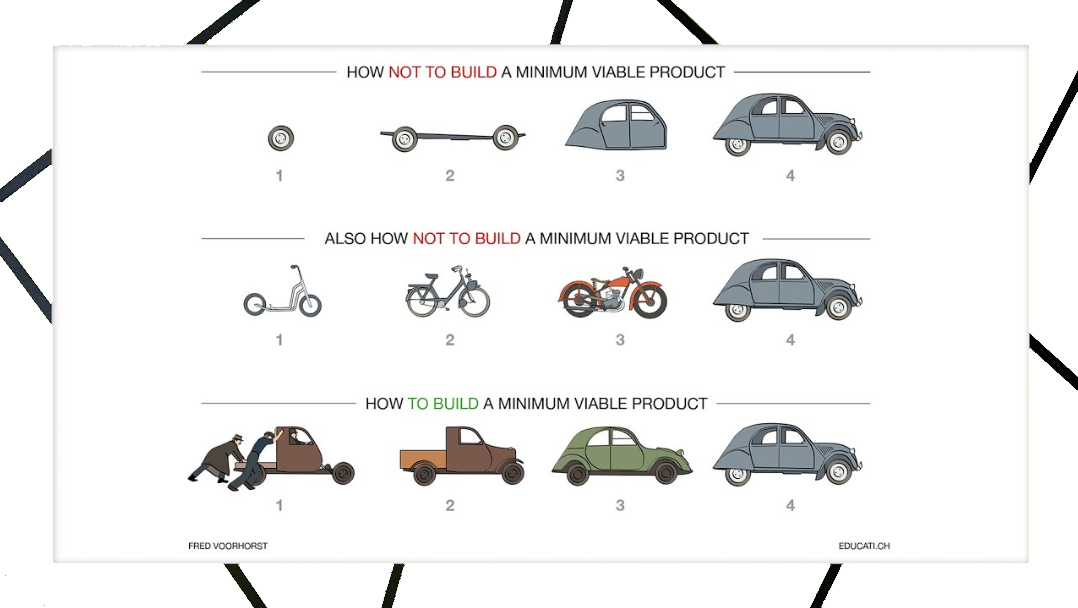 HOW NOT TO BUILD A MINIMUM VIABLE PRODUCT
1 2 3 4
ALSO HOW NOT TO BUILD A MINIMUM VIABLE PRODUCT
1 2 3 4
HOW TO BUILD A MINIMUM VIABLE PRODUCT
1 2 3 4
FRED VOORHORST EDUCATI.CH